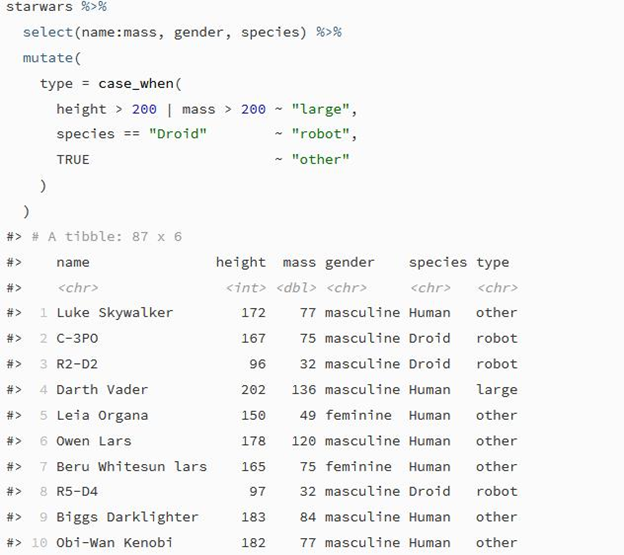 starwars %>%
  select(name:mass, gender, species) %>%
  mutate(
    type = case_when(
      height > 200 | mass > 200 ~ "large",
      species == "Droid"        ~ "robot",
      TRUE                      ~ "other"
    )
  )
#> # A tibble: 87 x 6
#>    name               height  mass gender    species type
#>    <chr>               <int> <dbl> <chr>     <chr>   <chr>
#>  1 Luke Skywalker        172    77 masculine Human   other
#>  2 C-3PO                 167    75 masculine Droid   robot
#>  3 R2-D2                  96    32 masculine Droid   robot
#>  4 Darth Vader           202   136 masculine Human   large
#>  5 Leia Organa           150    49 feminine  Human   other
#>  6 Owen Lars             178   120 masculine Human   other
#>  7 Beru Whitesun lars    165    75 feminine  Human   other
#>  8 R5-D4                  97    32 masculine Droid   robot
#>  9 Biggs Darklighter     183    84 masculine Human   other
#> 10 Obi-Wan Kenobi        182    77 masculine Human   other